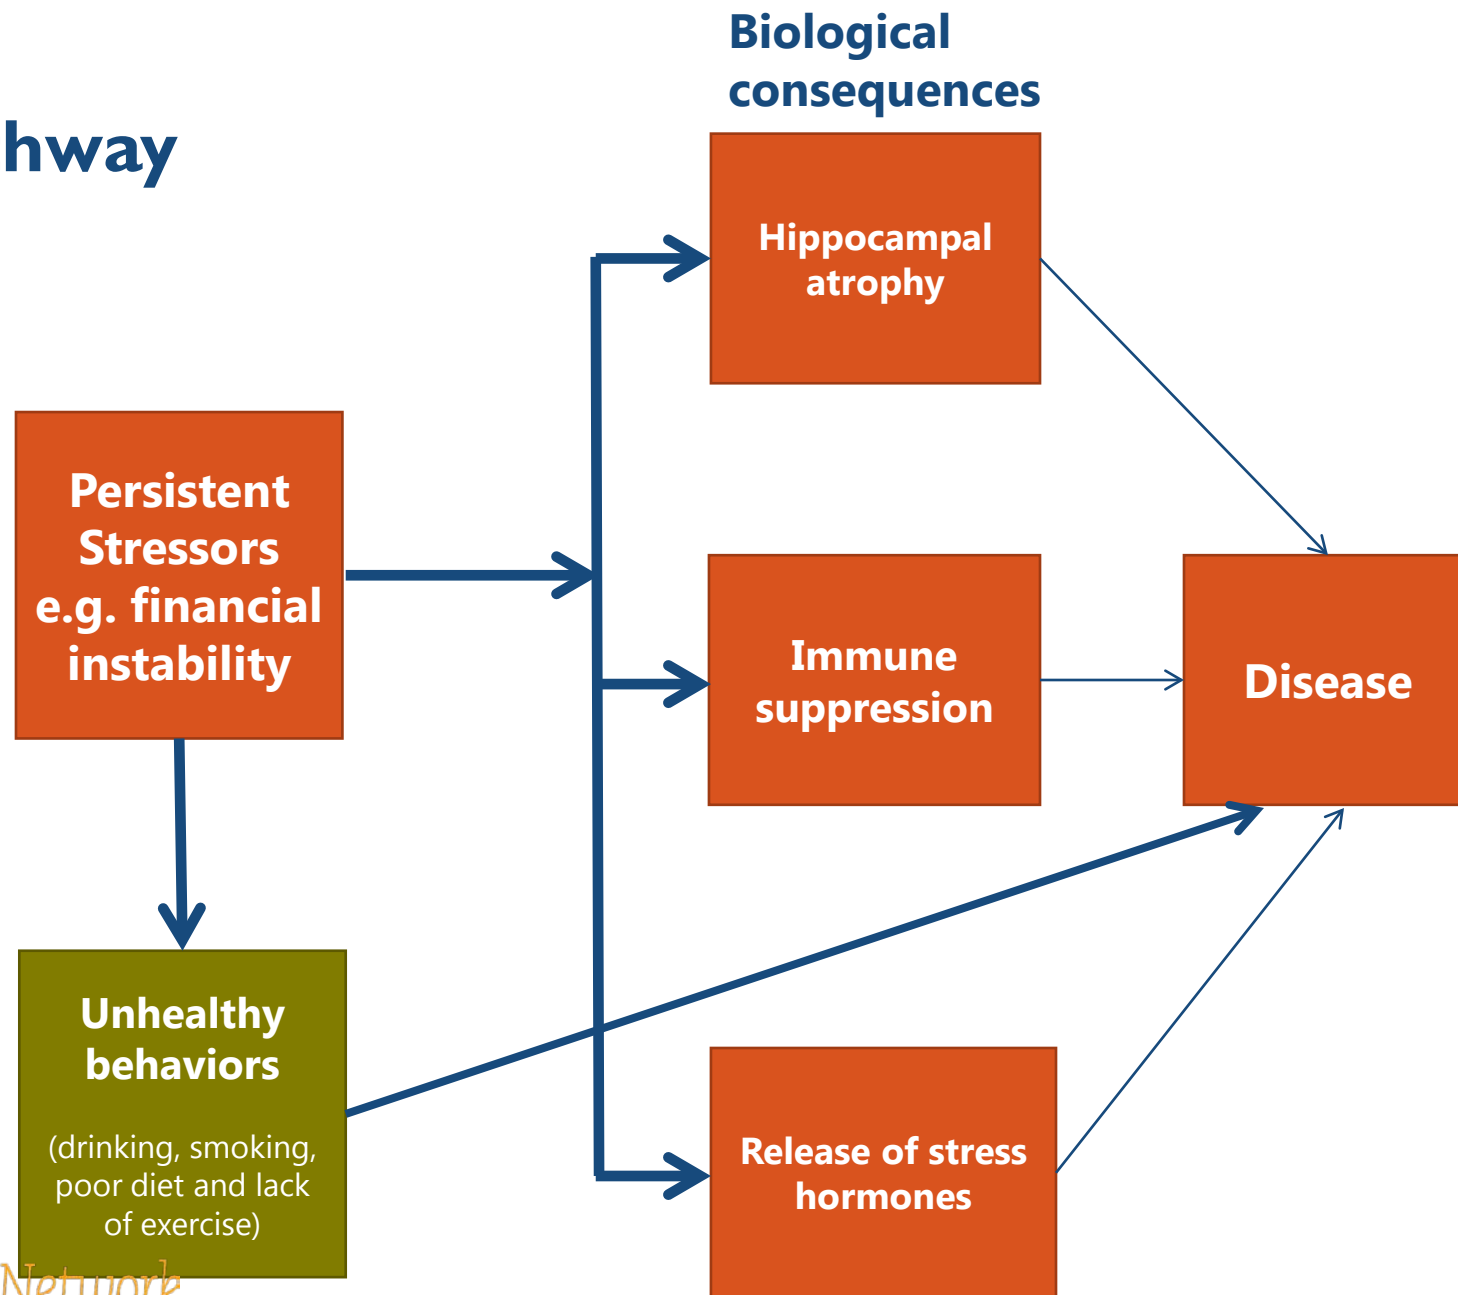 Biological
consequences
hway
Hippocampal
atrophy
Persistent
Stressors
e.g. financial
instability
Immune
suppression
Disease
Unhealthy
behaviors
(drinking, smoking,
poor diet and lack
of exercise)
Release of stress
hormones
Network